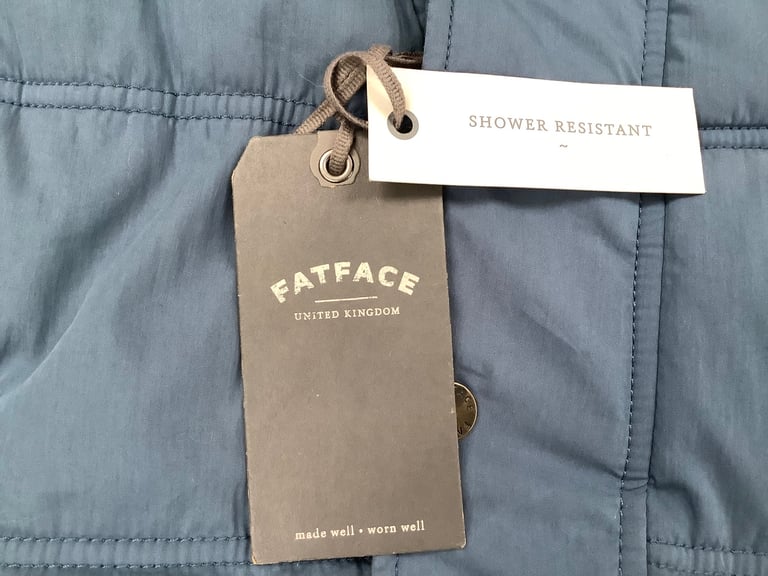 SHOWER RESISTANT
~
FATFACE
UNITED KINGDOM
made well • worn well